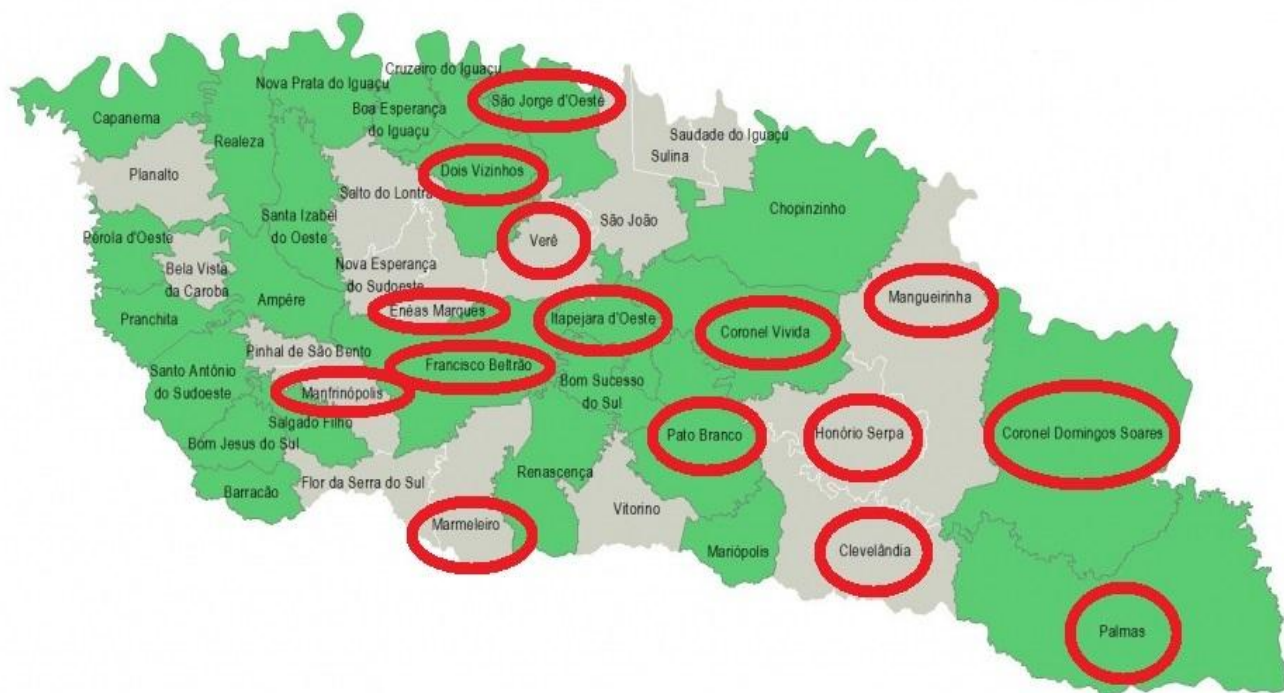 Cruzeiro do Iguaçu
Nova Prata do Iguaçu
São Jorge d'Oeste
Boa Esperança
do Iguaçu
Capanema
Realeza
Saudade do Iguaçu
Sulina
Planalto
Dois Vizinhos
Salto do Lontra
Chopinzinho
Santa Izabel
do Oeste
São João
Pérola d'Oeste
Verê
Bela Vista
da Caroba
Nova Esperança
do Sudoeste
Ampére
Mangueirinha
Enéas Marques
Itapejara d'Oeste
Pranchita
Coronel Vivida
Pinhal de São Bento
Francisco Beltrão
Santo Antônio
do Sudoeste
Bom Sucesso
do Sul
Manfrinópolis
Salgado Filho
Pato Branco
Honório Serpa
Coronel Domingos Soares
Bom Jesus do Sul
Renascença
Flor da Serra do Sul
Barracão
Vitorino
Marmeleiro
Mariópolis
Clevelândia
Palmas